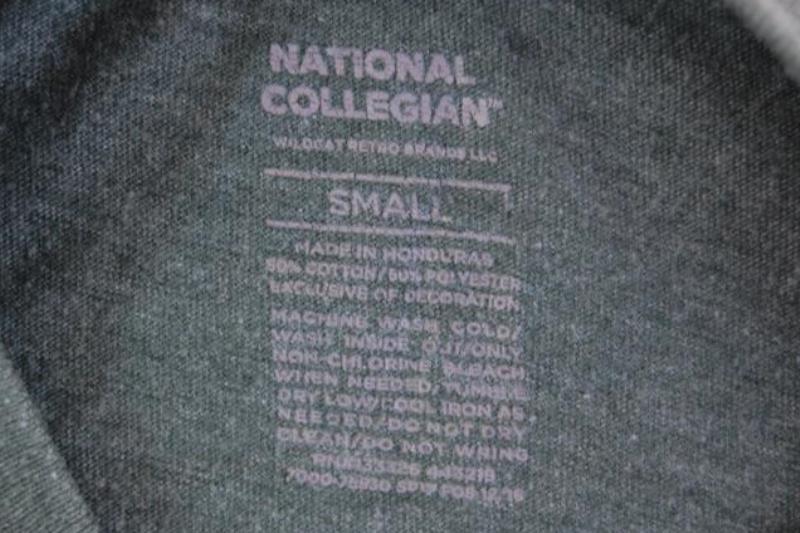 NATIONAL
COLLEGIAN™
WILDCAT RETRO BRANDS LLC
SMALL
MADE IN HONDURAS
50% COTTON/50% POLYESTER
EXCLUSIVE OF DECORATION
MACHINE WASH COLD/
WASH INSIDE OUT/ONLY
NON-CHLORINE BLEACH
WHEN NEEDED/TUMBLE
DRY LOW/COOL IRON AS
NEEDED/DO NOT DRY
CLEAN/DO NOT WRING